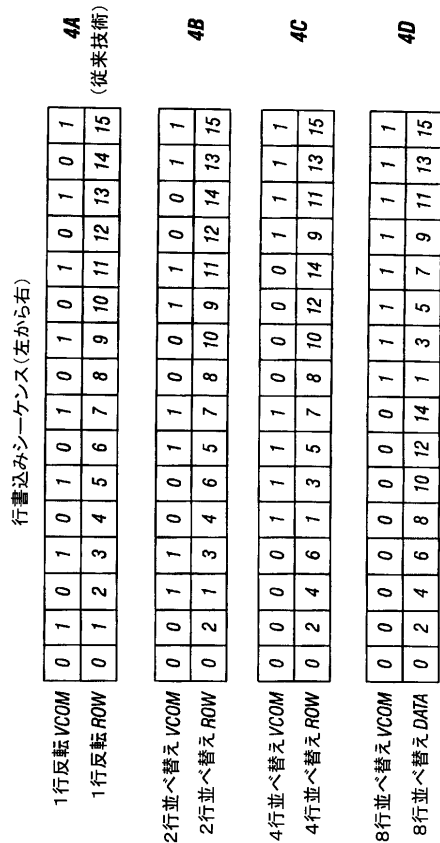 行書込みシーケンス(左から右)
1行反転VCOM 0 1 0 1 0 1 0 1 0 1 0 1 0 1 0 1 4A
1行反転ROW 0 1 2 3 4 5 6 7 8 9 10 11 12 13 14 15 (従来技術)
2行並べ替えVCOM 0 0 1 1 0 0 1 1 0 0 1 1 0 0 1 1 4B
2行並べ替えROW 0 2 1 3 4 6 5 7 8 10 9 11 12 14 13 15
4行並べ替えVCOM 0 0 0 0 1 1 1 1 0 0 0 0 1 1 1 1 4C
4行並べ替えROW 0 2 4 6 1 3 5 7 8 10 12 14 9 11 13 15
8行並べ替えVCOM 0 0 0 0 0 0 0 0 1 1 1 1 1 1 1 1 4D
8行並べ替えDATA 0 2 4 6 8 10 12 14 1 3 5 7 9 11 13 15